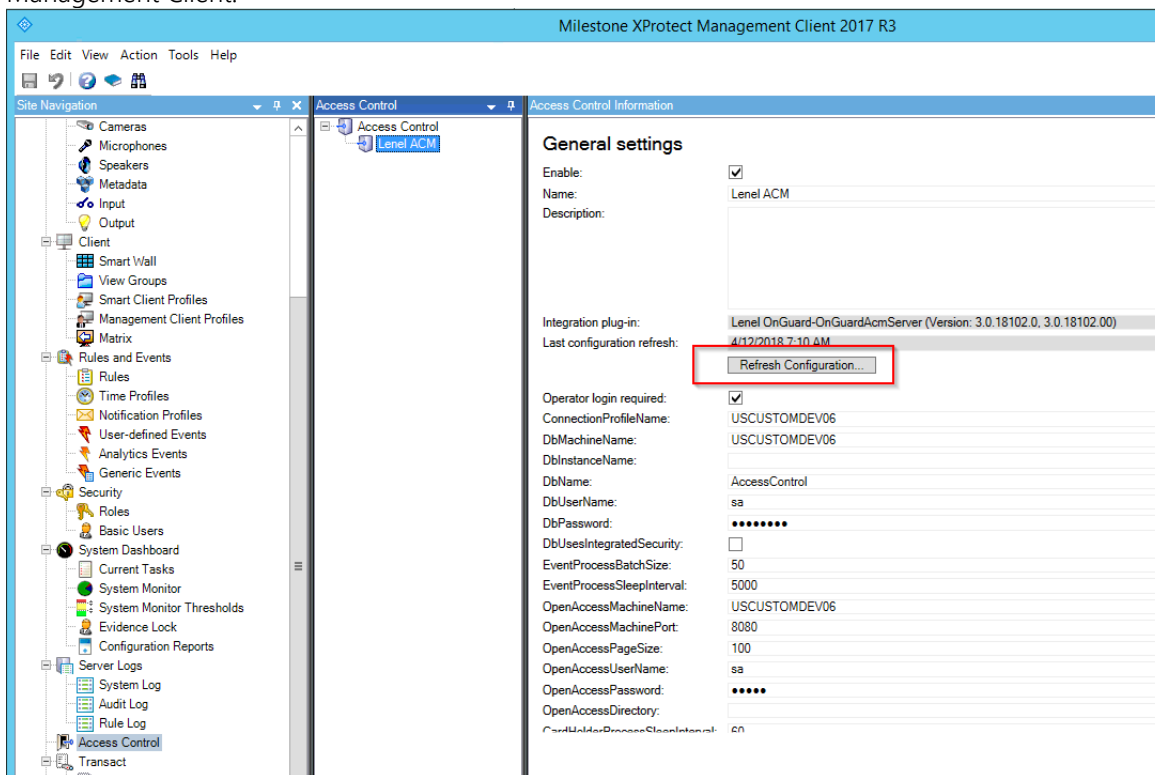 Management Client.
Milestone XProtect Management Client 2017 R3
File Edit View Action Tools Help
Site Navigation
Cameras
Microphones
Speakers
Metadata
Input
Output
Client
Smart Wall
View Groups
Smart Client Profiles
Management Client Profiles
Matrix
Rules and Events
Rules
Time Profiles
Notification Profiles
User-defined Events
Analytics Events
Generic Events
Security
Roles
Basic Users
System Dashboard
Current Tasks
System Monitor
System Monitor Thresholds
Evidence Lock
Configuration Reports
Server Logs
System Log
Audit Log
Rule Log
Access Control
Transact
Access Control
Access Control
Lenel ACM
Access Control Information
General settings
Enable:
Name: Lenel ACM
Description:
Integration plug-in: Lenel OnGuard-OnGuardAcmServer (Version: 3.0.18102.0, 3.0.18102.00)
Last configuration refresh: 4/12/2018 7:10 AM
Refresh Configuration...
Operator login required:
ConnectionProfileName: USCUSTOMDEV06
DbMachineName: USCUSTOMDEV06
DbInstanceName:
DbName: AccessControl
DbUserName: sa
DbPassword: ●●●●●●●●
DbUsesIntegratedSecurity:
EventProcessBatchSize: 50
EventProcessSleepInterval: 5000
OpenAccessMachineName: USCUSTOMDEV06
OpenAccessMachinePort: 8080
OpenAccessPageSize: 100
OpenAccessUserName: sa
OpenAccessPassword: ●●●●●
OpenAccessDirectory:
CardHolderProcessSleepInterval: 60